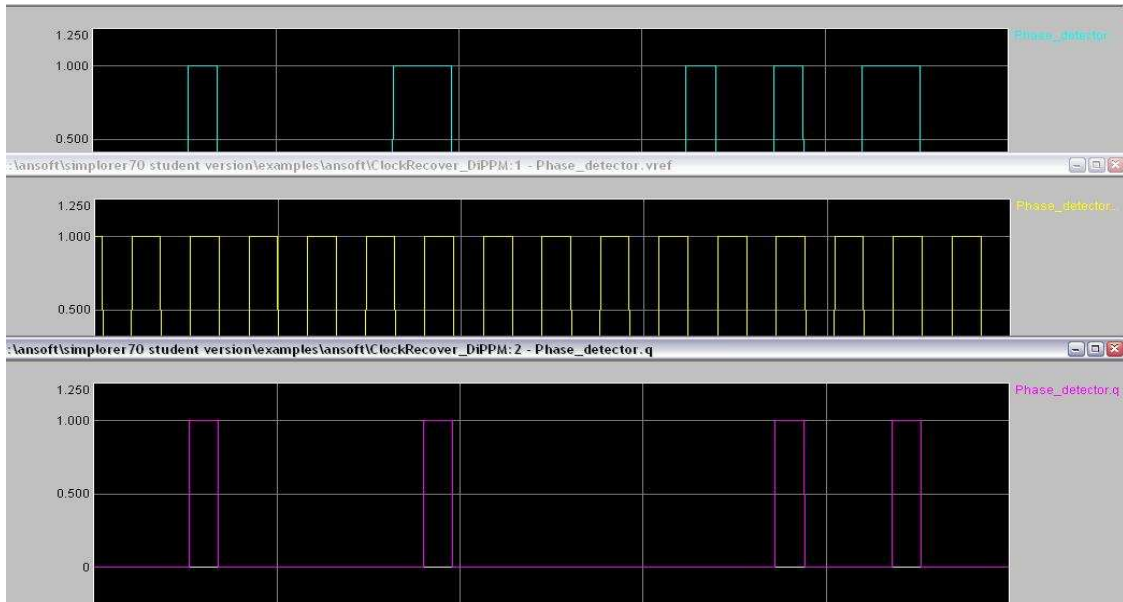 1.250
Phase_detector
1.000
0.500
:\ansoft\simplorer70 student version\examples\ansoft\ClockRecover_DiPPM:1 - Phase_detector.vref
1.250
Phase_detector...
1.000
0.500
:\ansoft\simplorer70 student version\examples\ansoft\ClockRecover_DiPPM:2 - Phase_detector.q
1.250
Phase_detector.q
1.000
0.500
0